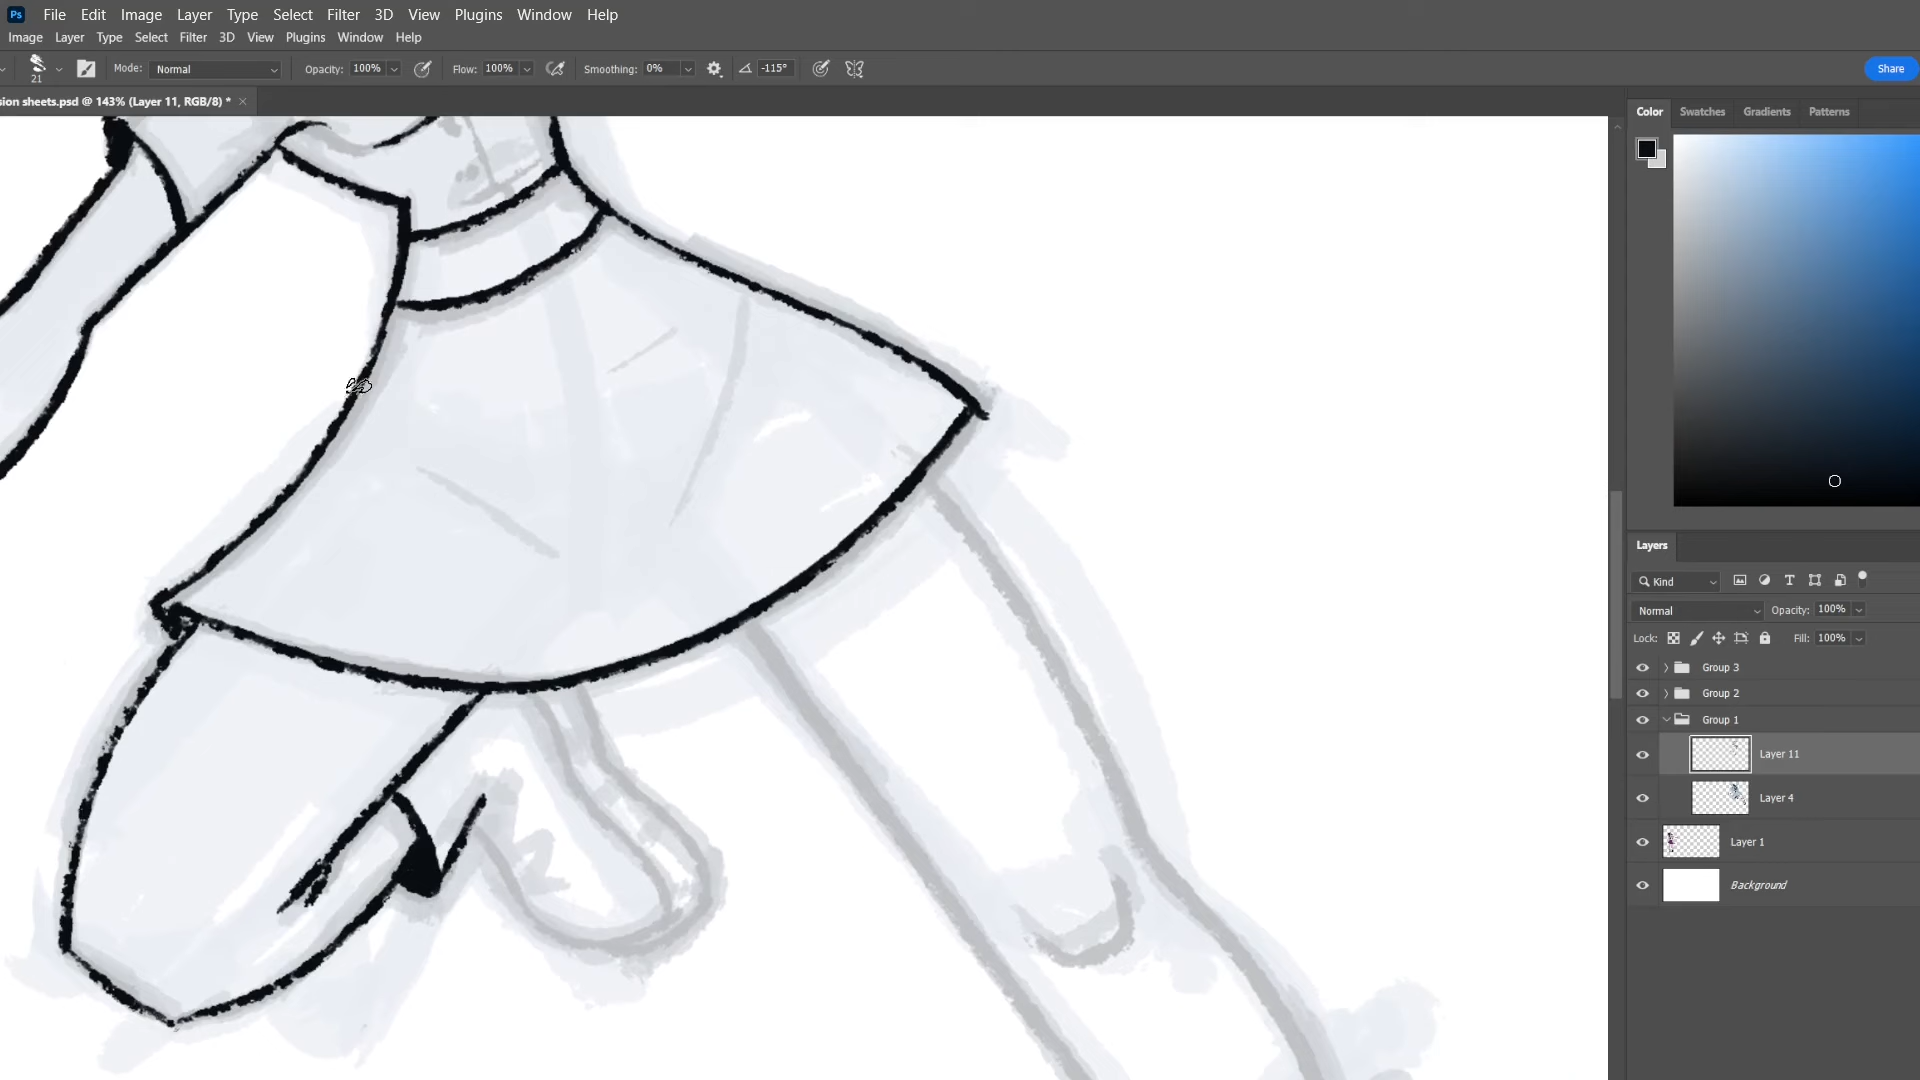 Ps File Edit Image Layer Type Select Filter 3D View Plugins Window Help
Image Layer Type Select Filter 3D View Plugins Window Help
21 Mode: Normal Opacity: 100% Flow: 100% Smoothing: 0% -115° Share
sion sheets.psd @ 143% (Layer 11, RGB/8) *
Color Swatches Gradients Patterns
Layers
Kind
Normal Opacity: 100%
Lock: Fill: 100%
Group 3
Group 2
Group 1
Layer 11
Layer 4
Layer 1
Background